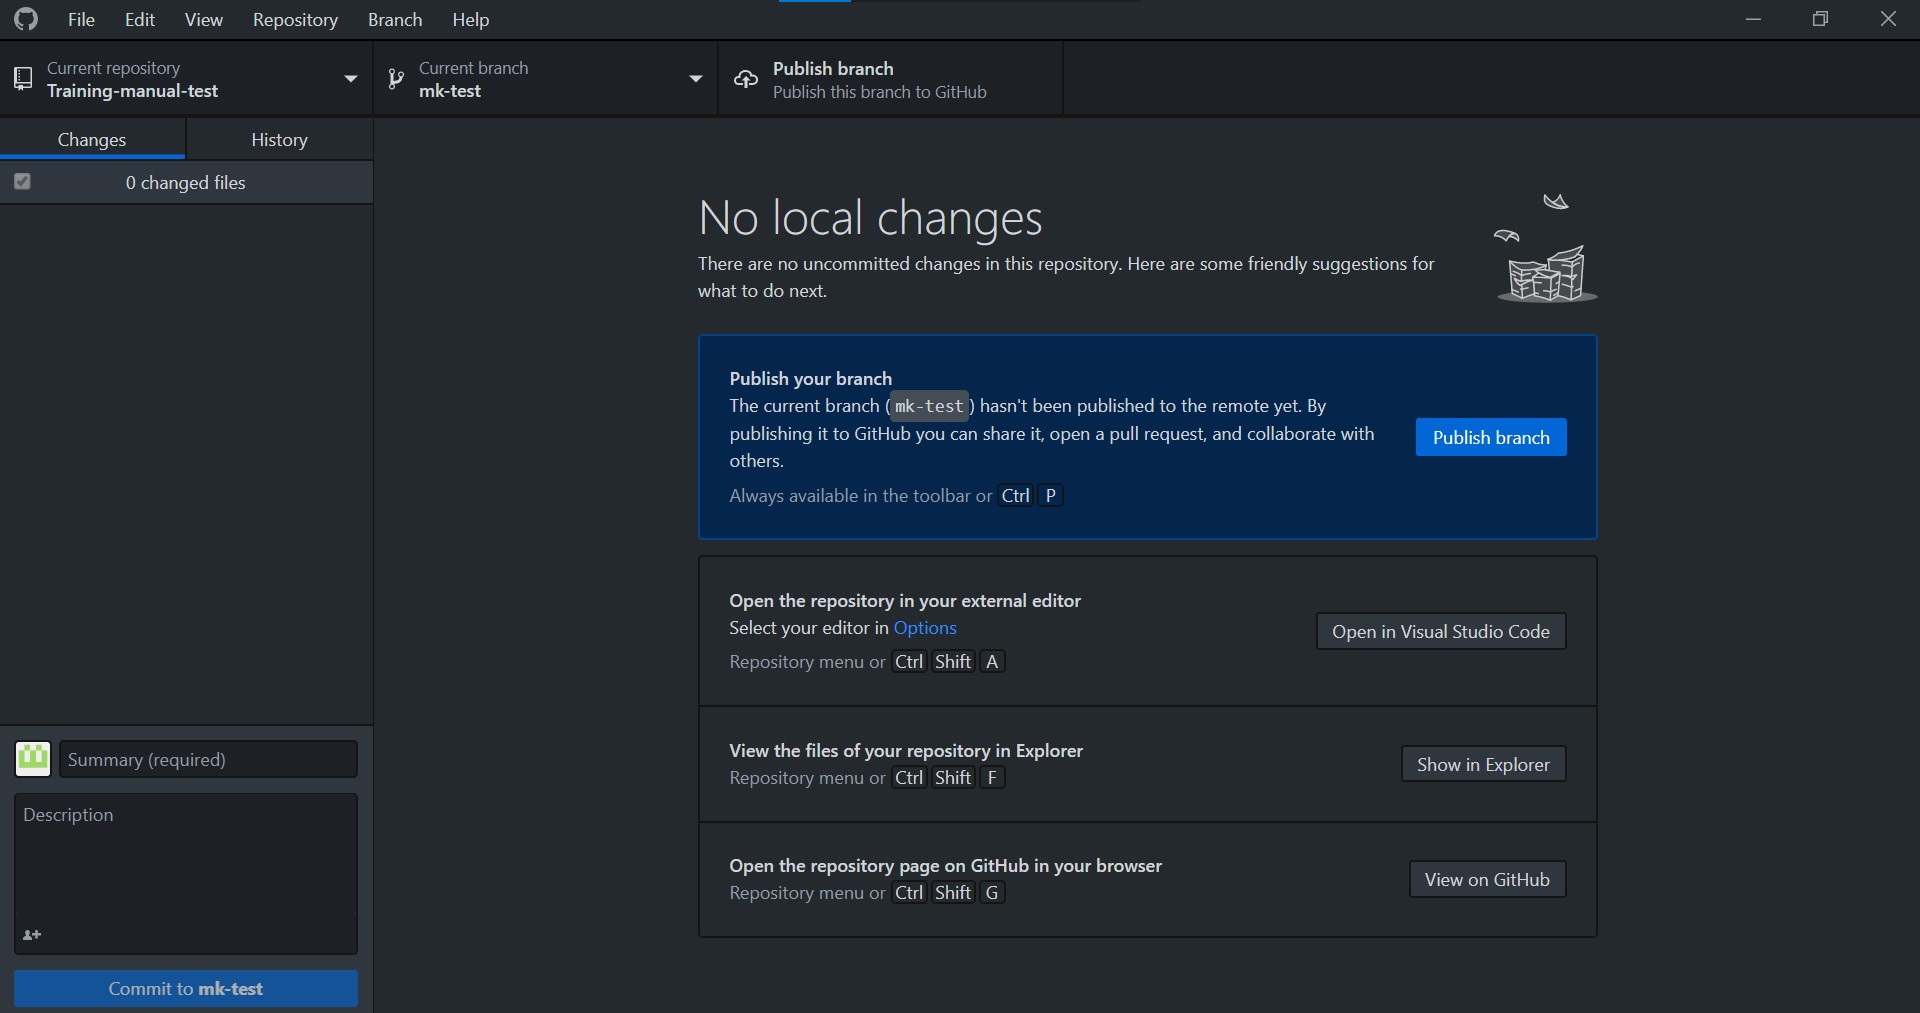 File Edit View Repository Branch Help
Current repository
Training-manual-test
Current branch
mk-test
Publish branch
Publish this branch to GitHub
Changes History
0 changed files
No local changes
There are no uncommitted changes in this repository. Here are some friendly suggestions for
what to do next.
Publish your branch
The current branch (mk-test) hasn't been published to the remote yet. By
publishing it to GitHub you can share it, open a pull request, and collaborate with
others.
Always available in the toolbar or Ctrl P
Publish branch
Open the repository in your external editor
Select your editor in Options
Repository menu or Ctrl Shift A
Open in Visual Studio Code
View the files of your repository in Explorer
Repository menu or Ctrl Shift F
Show in Explorer
Open the repository page on GitHub in your browser
Repository menu or Ctrl Shift G
View on GitHub
Summary (required)
Description
Commit to mk-test